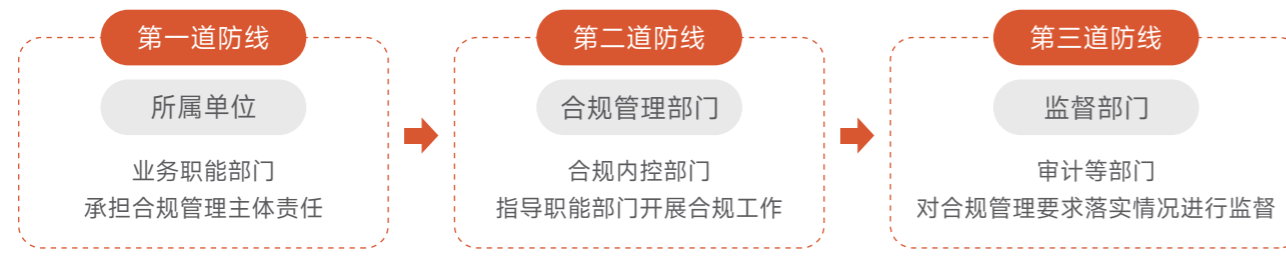 第一道防线
所属单位
业务职能部门
承担合规管理主体责任
第二道防线
合规管理部门
合规内控部门
指导职能部门开展合规工作
第三道防线
监督部门
审计等部门
对合规管理要求落实情况进行监督